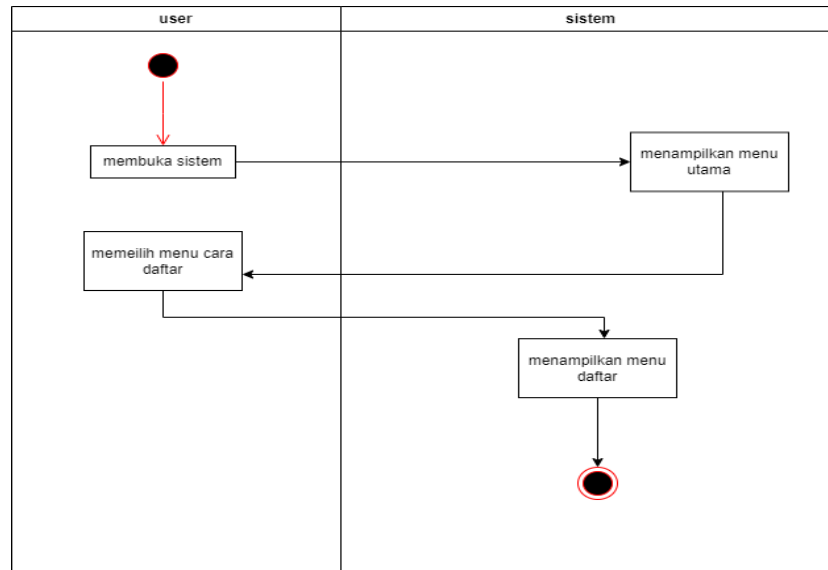 user
sistem
membuka sistem
menampilkan menu
utama
memeilih menu cara
daftar
menampilkan menu
daftar